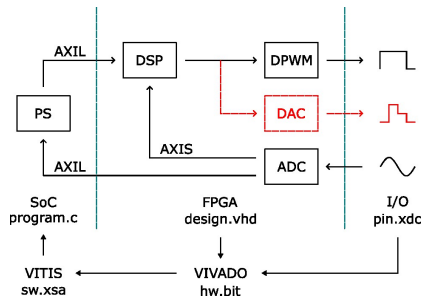 AXIL
DSP
DPWM
PS
DAC
AXIS
ADC
AXIL
SoC
program.c
FPGA
design.vhd
I/O
pin.xdc
VITIS
sw.xsa
VIVADO
hw.bit